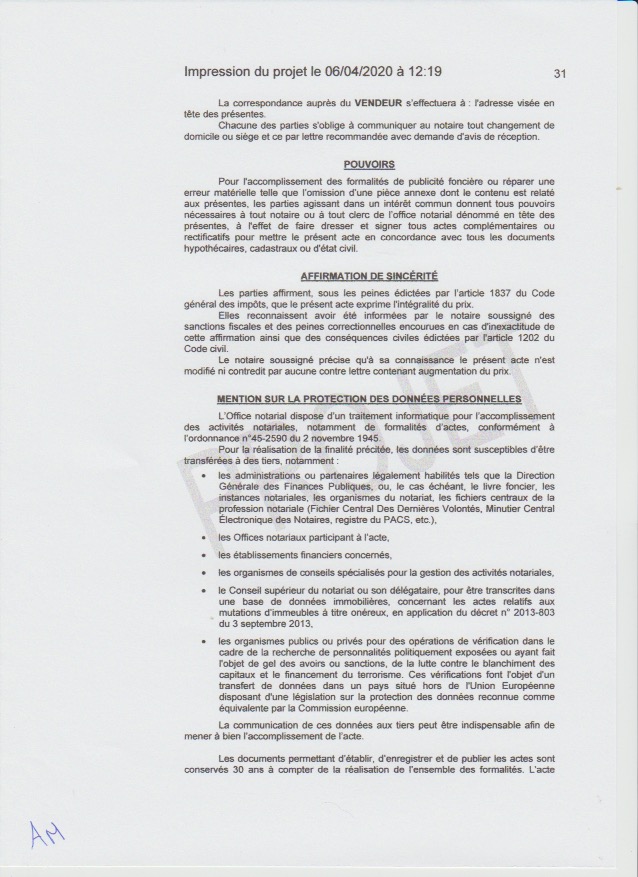 Impression du projet le 06/04/2020 à 12:19
31
La correspondance auprès du VENDEUR s'effectuera à : l'adresse visée en
tête des présentes.
Chacune des parties s'oblige à communiquer au notaire tout changement de
domicile ou siège et ce par lettre recommandée avec demande d'avis de réception.
POUVOIRS
Pour l'accomplissement des formalités de publicité foncière ou réparer une
erreur matérielle telle que l'omission d'une pièce annexe dont le contenu est relaté
aux présentes, les parties agissant dans un intérêt commun donnent tous pouvoirs
nécessaires à tout notaire ou à tout clerc de l'office notarial dénommé en tête des
présentes, à l'effet de faire dresser et signer tous actes complémentaires ou
rectificatifs pour mettre le présent acte en concordance avec tous les documents
hypothécaires, cadastraux ou d'état civil.
AFFIRMATION DE SINCÉRITÉ
Les parties affirment, sous les peines édictées par l'article 1837 du Code
général des impôts, que le présent acte exprime l'intégralité du prix.
Elles reconnaissent avoir été informées par le notaire soussigné des
sanctions fiscales et des peines correctionnelles encourues en cas d'inexactitude de
cette affirmation ainsi que des conséquences civiles édictées par l'article 1202 du
Code civil.
Le notaire soussigné précise qu'à sa connaissance le présent acte n'est
modifié ni contredit par aucune contre lettre contenant augmentation du prix.
MENTION SUR LA PROTECTION DES DONNÉES PERSONNELLES
L'Office notarial dispose d'un traitement informatique pour l'accomplissement
des activités notariales, notamment de formalités d'actes, conformément à
l'ordonnance n°45-2590 du 2 novembre 1945.
Pour la réalisation de la finalité précitée, les données sont susceptibles d'être
transférées à des tiers, notamment :
• les administrations ou partenaires légalement habilités tels que la Direction
Générale des Finances Publiques, ou, le cas échéant, le livre foncier, les
instances notariales, les organismes du notariat, les fichiers centraux de la
profession notariale (Fichier Central Des Dernières Volontés, Minutier Central
Électronique des Notaires, registre du PACS, etc.),
• les Offices notariaux participant à l'acte,
• les établissements financiers concernés,
• les organismes de conseils spécialisés pour la gestion des activités notariales,
• le Conseil supérieur du notariat ou son délégataire, pour être transcrites dans
une base de données immobilières, concernant les actes relatifs aux
mutations d'immeubles à titre onéreux, en application du décret n° 2013-803
du 3 septembre 2013,
• les organismes publics ou privés pour des opérations de vérification dans le
cadre de la recherche de personnalités politiquement exposées ou ayant fait
l'objet de gel des avoirs ou sanctions, de la lutte contre le blanchiment des
capitaux et le financement du terrorisme. Ces vérifications font l'objet d'un
transfert de données dans un pays situé hors de l'Union Européenne
disposant d'une législation sur la protection des données reconnue comme
équivalente par la Commission européenne.
La communication de ces données aux tiers peut être indispensable afin de
mener à bien l'accomplissement de l'acte.
Les documents permettant d'établir, d'enregistrer et de publier les actes sont
conservés 30 ans à compter de la réalisation de l'ensemble des formalités. L'acte
PROJET
AM